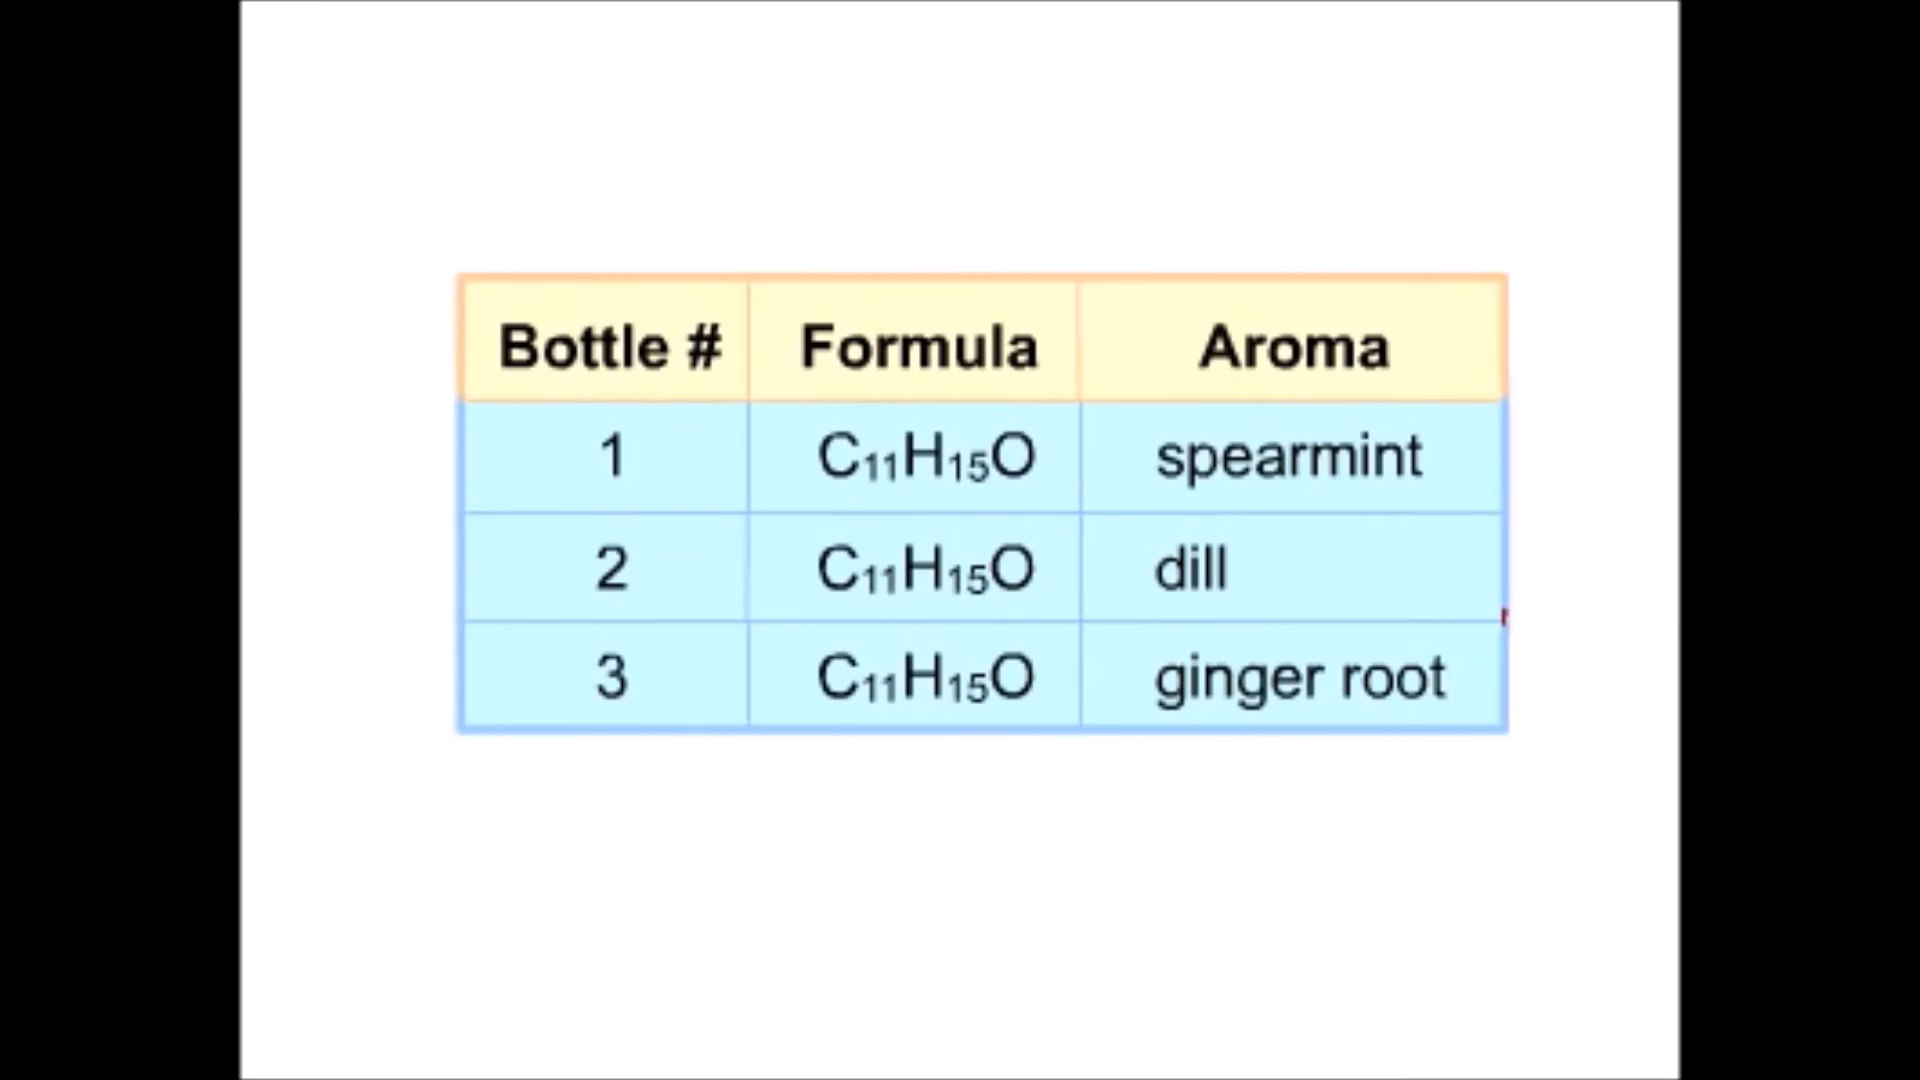 Bottle # Formula Aroma
1 C₁₁H₁₅O spearmint
2 C₁₁H₁₅O dill
3 C₁₁H₁₅O ginger root